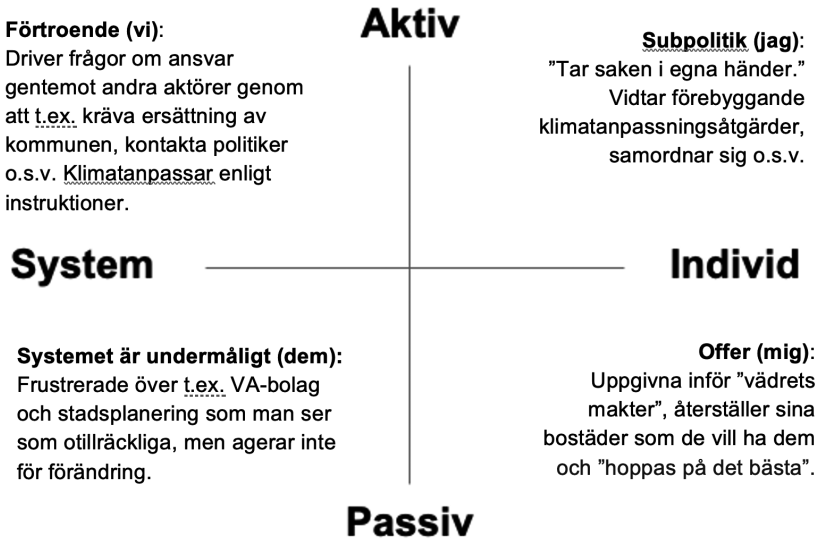 Aktiv
Förtroende (vi):
Driver frågor om ansvar
gentemot andra aktörer genom
att t.ex. kräva ersättning av
kommunen, kontakta politiker
o.s.v. Klimatanpassar enligt
instruktioner.
Subpolitik (jag):
”Tar saken i egna händer.”
Vidtar förebyggande
klimatanpassningsåtgärder,
samordnar sig o.s.v.
System
Individ
Systemet är undermåligt (dem):
Frustrerade över t.ex. VA-bolag
och stadsplanering som man ser
som otillräckliga, men agerar inte
för förändring.
Offer (mig):
Uppgivna inför ”vädrets
makter”, återställer sina
bostäder som de vill ha dem
och ”hoppas på det bästa”.
Passiv